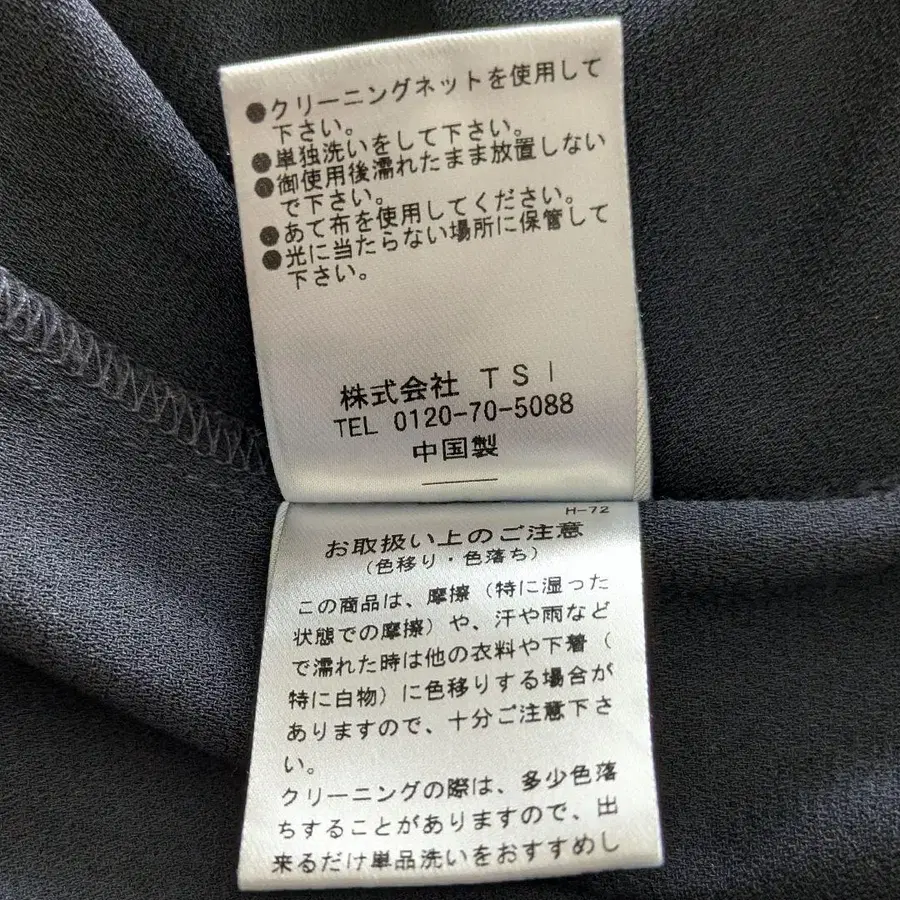 ●クリーニングネットを使用して
下さい。
●単独洗いをして下さい。
●御使用後濡れたまま放置しない
で下さい。
●あて布を使用してください。
●光に当たらない場所に保管して
下さい。
株式会社 TSI
TEL 0120-70-5088
中国製
H-72
お取扱い上のご注意
(色移り・色落ち)
この商品は、摩擦(特に湿った
状態での摩擦)や、汗や雨など
で濡れた時は他の衣料や下着(
特に白物)に色移りする場合が
ありますので、十分ご注意下さ
い。
クリーニングの際は、多少色落
ちすることがありますので、出
来るだけ単品洗いをおすすめし